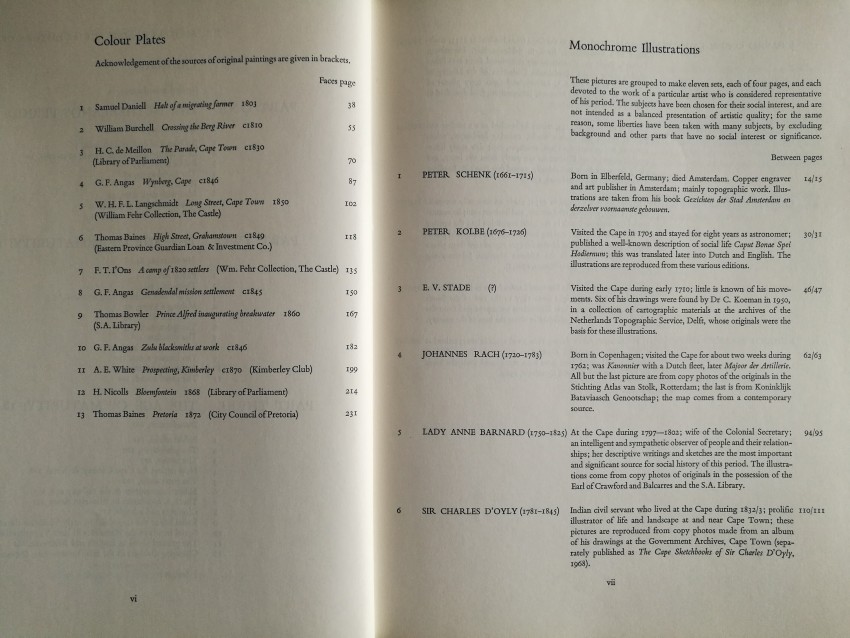 Colour Plates
Acknowledgement of the sources of original paintings are given in brackets.
Faces page
1 Samuel Daniell Halt of a migrating farmer 1803 38
2 William Burchell Crossing the Berg River c1810 55
3 H. C. de Meillon The Parade, Cape Town c1830
(Library of Parliament) 70
4 G. F. Angas Wynberg, Cape c1846 87
5 W. H. F. L. Langschmidt Long Street, Cape Town 1850 102
(William Fehr Collection, The Castle)
6 Thomas Baines High Street, Grahamstown c1849 118
(Eastern Province Guardian Loan & Investment Co.)
7 F. T. I'Ons A camp of 1820 settlers (Wm. Fehr Collection, The Castle) 135
8 G. F. Angas Genadendal mission settlement c1845 150
9 Thomas Bowler Prince Alfred inaugurating breakwater 1860 167
(S.A. Library)
10 G. F. Angas Zulu blacksmiths at work c1846 182
11 A. E. White Prospecting, Kimberley c1870 (Kimberley Club) 199
12 H. Nicolls Bloemfontein 1868 (Library of Parliament) 214
13 Thomas Baines Pretoria 1872 (City Council of Pretoria) 231
vi
Monochrome Illustrations
These pictures are grouped to make eleven sets, each of four pages, and each
devoted to the work of a particular artist who is considered representative
of his period. The subjects have been chosen for their social interest, and are
not intended as a balanced presentation of artistic quality; for the same
reason, some liberties have been taken with many subjects, by excluding
background and other parts that have no social interest or significance.
Between pages
1 PETER SCHENK (1661–1715) Born in Elberfeld, Germany; died Amsterdam. Copper engraver 14/15
and art publisher in Amsterdam; mainly topographic work. Illus-
trations are taken from his book Gezichten der Stad Amsterdam en
derzelver voornaamste gebouwen.
2 PETER KOLBE (1676–1726) Visited the Cape in 1705 and stayed for eight years as astronomer; 30/31
published a well-known description of social life Caput Bonae Spei
Hodiernum; this was translated later into Dutch and English. The
illustrations are reproduced from these various editions.
3 E. V. STADE (?) Visited the Cape during early 1710; little is known of his move- 46/47
ments. Six of his drawings were found by Dr C. Koeman in 1950,
in a collection of cartographic materials at the archives of the
Netherlands Topographic Service, Delft, whose originals were the
basis for these illustrations.
4 JOHANNES RACH (1720–1783) Born in Copenhagen; visited the Cape for about two weeks during 62/63
1762; was Kanonnier with a Dutch fleet, later Majoor der Artillerie.
All but the last picture are from copy photos of the originals in the
Stichting Atlas van Stolk, Rotterdam; the last is from Koninklijk
Bataviaasch Genootschap; the map comes from a contemporary
source.
5 LADY ANNE BARNARD (1750–1825) At the Cape during 1797—1802; wife of the Colonial Secretary; 94/95
an intelligent and sympathetic observer of people and their relation-
ships; her descriptive writings and sketches are the most important
and significant source for social history of this period. The illustra-
tions come from copy photos of originals in the possession of the
Earl of Crawford and Balcarres and the S.A. Library.
6 SIR CHARLES D'OYLY (1781–1845) Indian civil servant who lived at the Cape during 1832/3; prolific 110/111
illustrator of life and landscape at and near Cape Town; these
pictures are reproduced from copy photos made from an album
of his drawings at the Government Archives, Cape Town (sepa-
rately published as The Cape Sketchbooks of Sir Charles D'Oyly,
1968).
vii